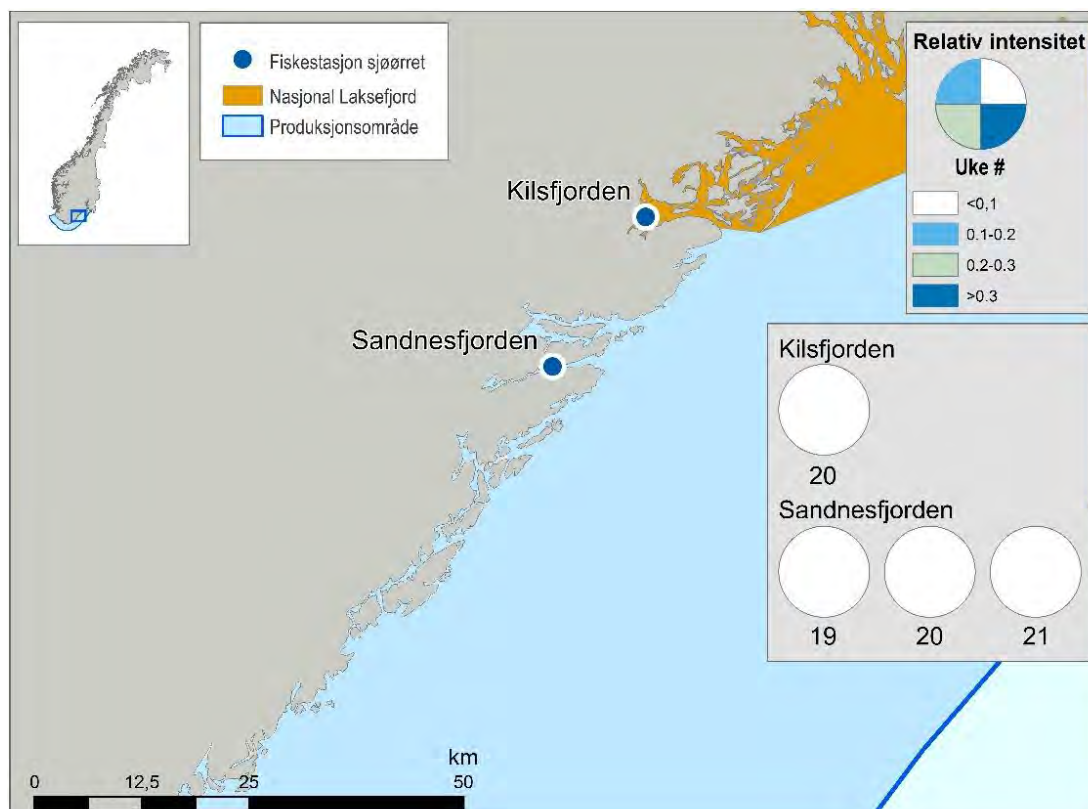 Fiskestasjon sjøørret
Nasjonal Laksefjord
Produksjonsområde
Relativ intensitet
Uke #
<0,1
0.1-0.2
0.2-0.3
>0.3
Kilsfjorden
Sandnesfjorden
Kilsfjorden
20
Sandnesfjorden
19 20 21
km
0 12,5 25 50